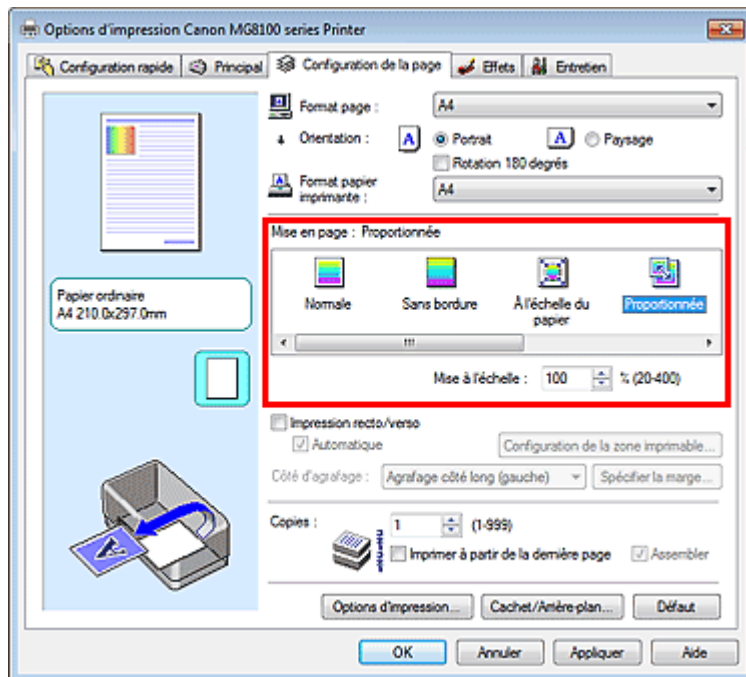 Options d'impression Canon MG8100 series Printer
Configuration rapide Principal Configuration de la page Effets Entretien
Format page : A4
Orientation : A Portrait A Paysage
Rotation 180 degrés
Format papier imprimante : A4
Mise en page : Proportionnée
Normale Sans bordure À l'échelle du papier Proportionnée
Mise à l'échelle : 100 % (20-400)
Papier ordinaire
A4 210.0x297.0mm
Impression recto/verso
Automatique Configuration de la zone imprimable...
Côté d'agrafage : Agrafage côté long (gauche) Spécifier la marge...
Copies : 1 (1-999)
Imprimer à partir de la dernière page Assembler
Options d'impression... Cachet/Arrière-plan... Défaut
OK Annuler Appliquer Aide